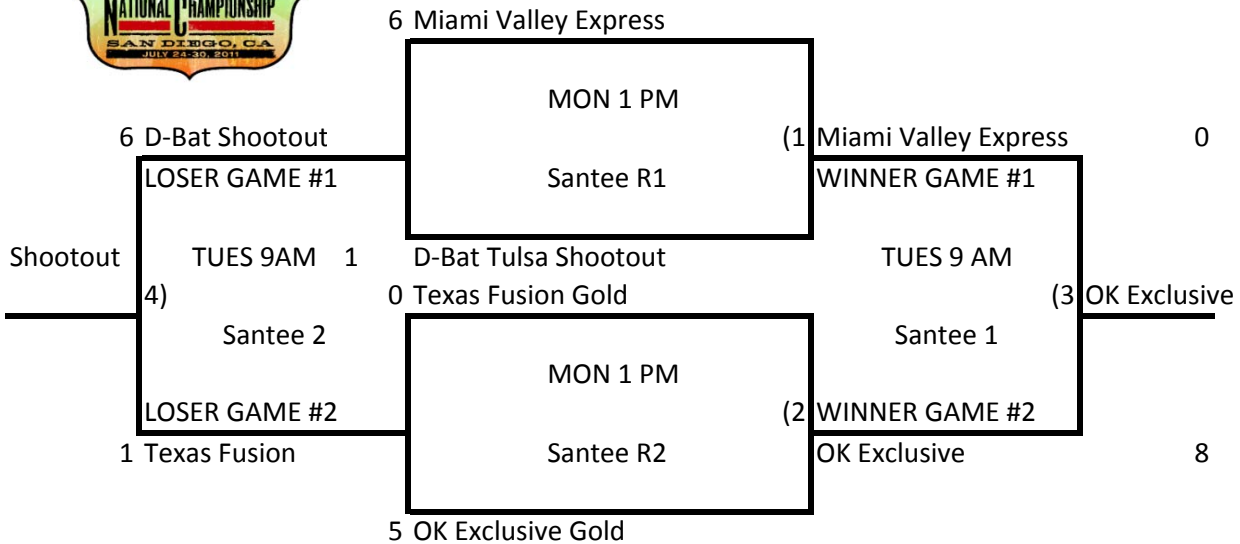 NATIONAL CHAMPIONSHIP
SAN DIEGO, CA
JULY 24-30, 2011
6 Miami Valley Express
MON 1 PM
6 D-Bat Shootout (1 Miami Valley Express 0
LOSER GAME #1 Santee R1 WINNER GAME #1
Shootout TUES 9AM 1 D-Bat Tulsa Shootout TUES 9 AM
4) 0 Texas Fusion Gold (3 OK Exclusive
Santee 2 Santee 1
MON 1 PM
LOSER GAME #2 (2 WINNER GAME #2
1 Texas Fusion Santee R2 OK Exclusive 8
5 OK Exclusive Gold